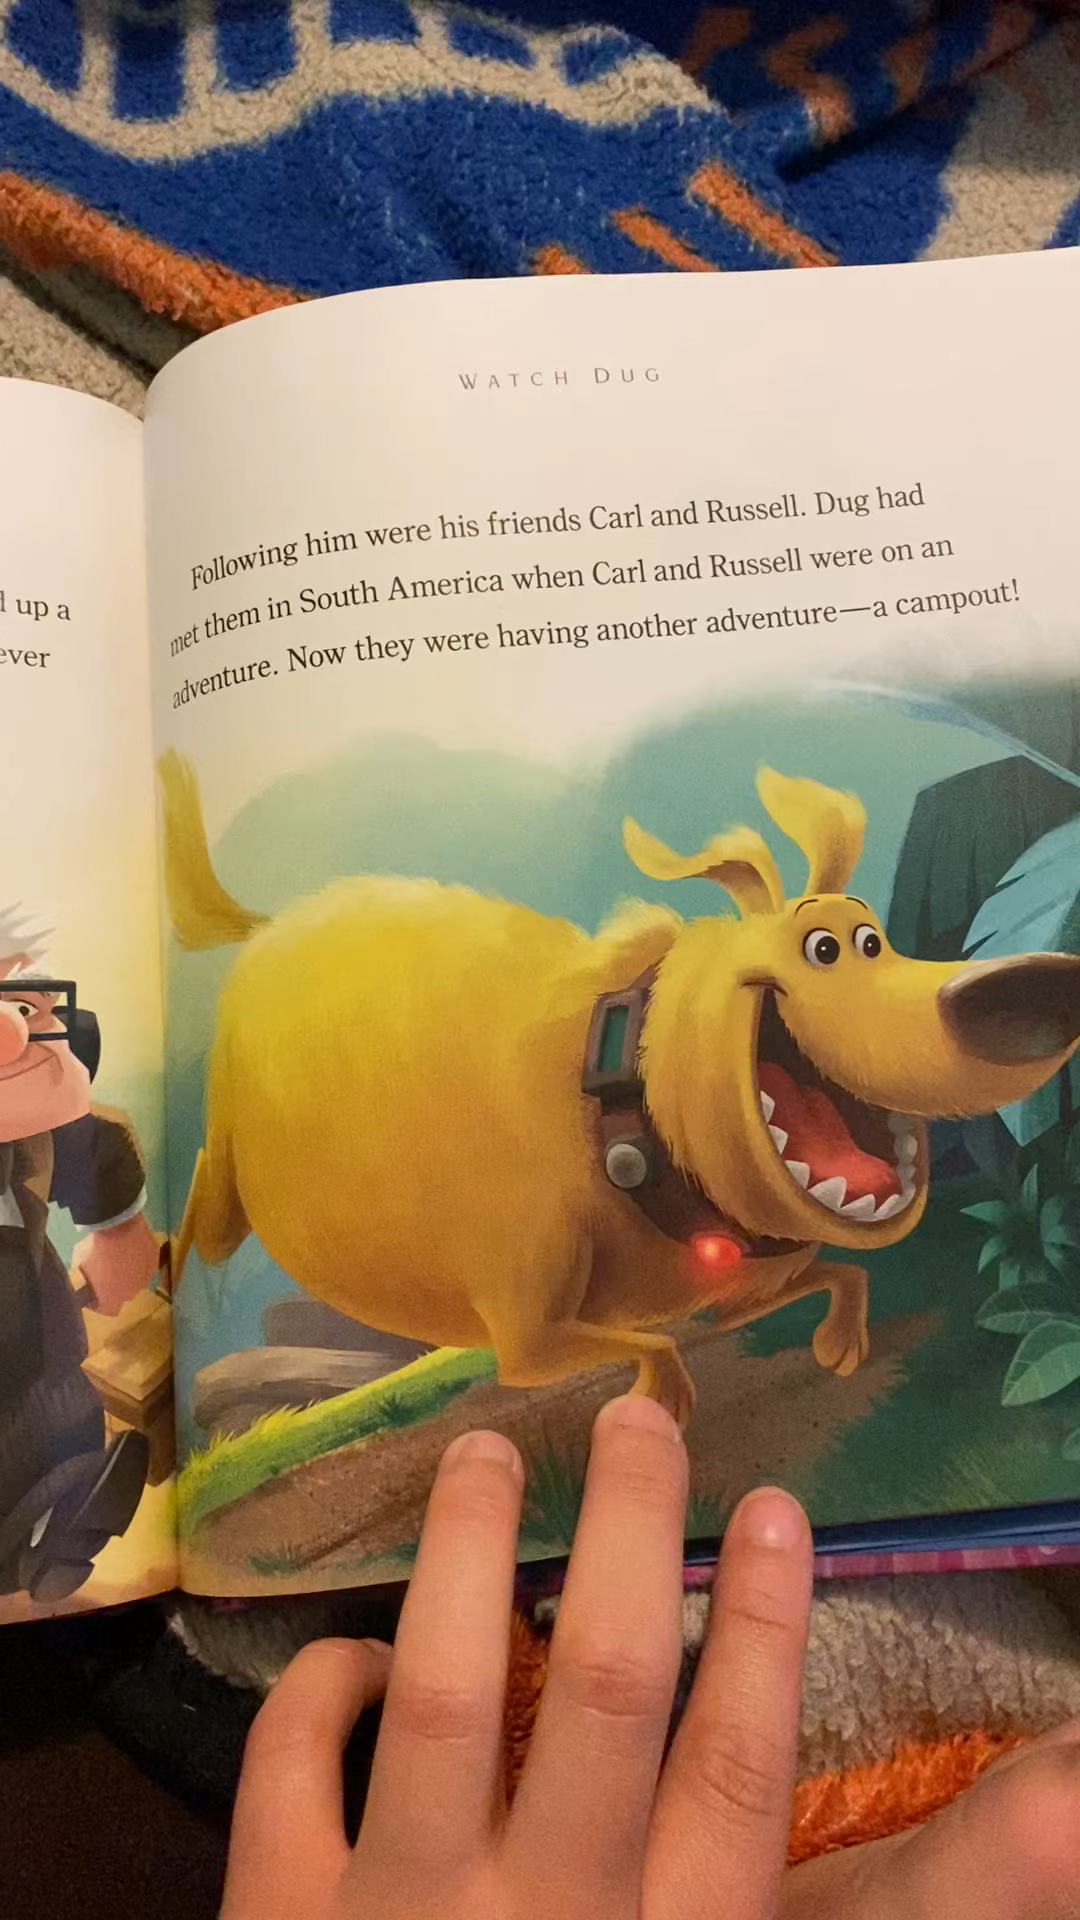 l up a
ever
WATCH DUG
Following him were his friends Carl and Russell. Dug had
met them in South America when Carl and Russell were on an
adventure. Now they were having another adventure—a campout!